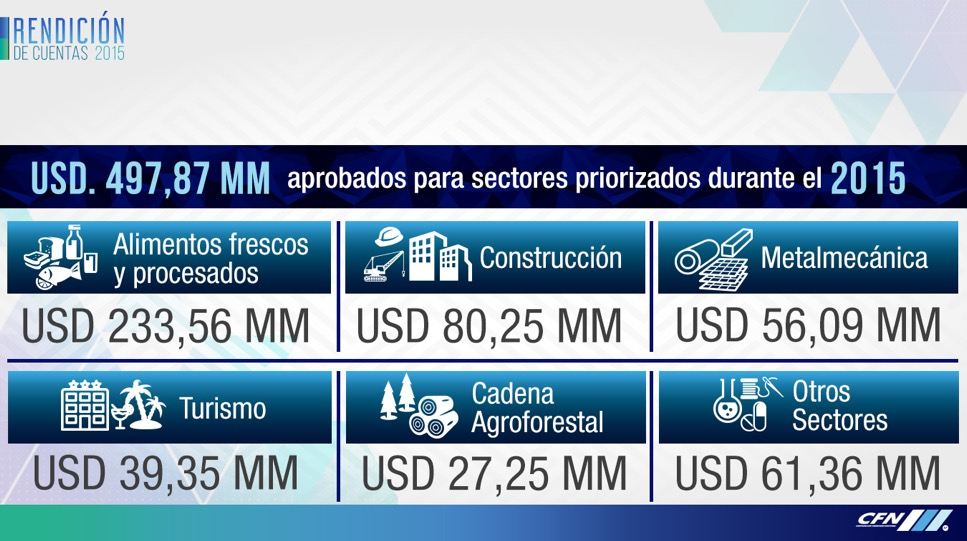 RENDICIÓN
DE CUENTAS 2015
USD. 497,87 MM aprobados para sectores priorizados durante el 2015
Alimentos frescos
y procesados
USD 233,56 MM
Construcción
USD 80,25 MM
Metalmecánica
USD 56,09 MM
Turismo
USD 39,35 MM
Cadena
Agroforestal
USD 27,25 MM
Otros
Sectores
USD 61,36 MM
CFN